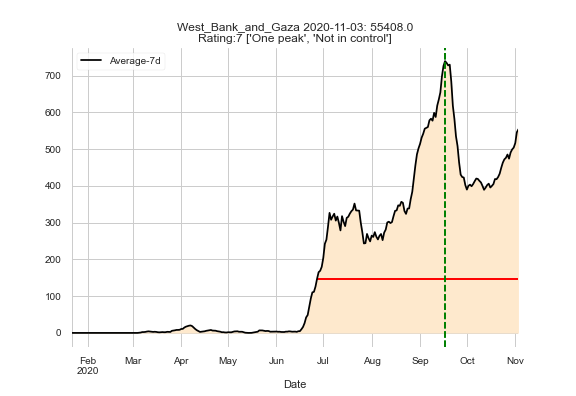 West_Bank_and_Gaza 2020-11-03: 55408.0
Rating:7 ['One peak', 'Not in control']
Average-7d
700
600
500
400
300
200
100
0
Feb Mar Apr May Jun Jul Aug Sep Oct Nov
2020
Date